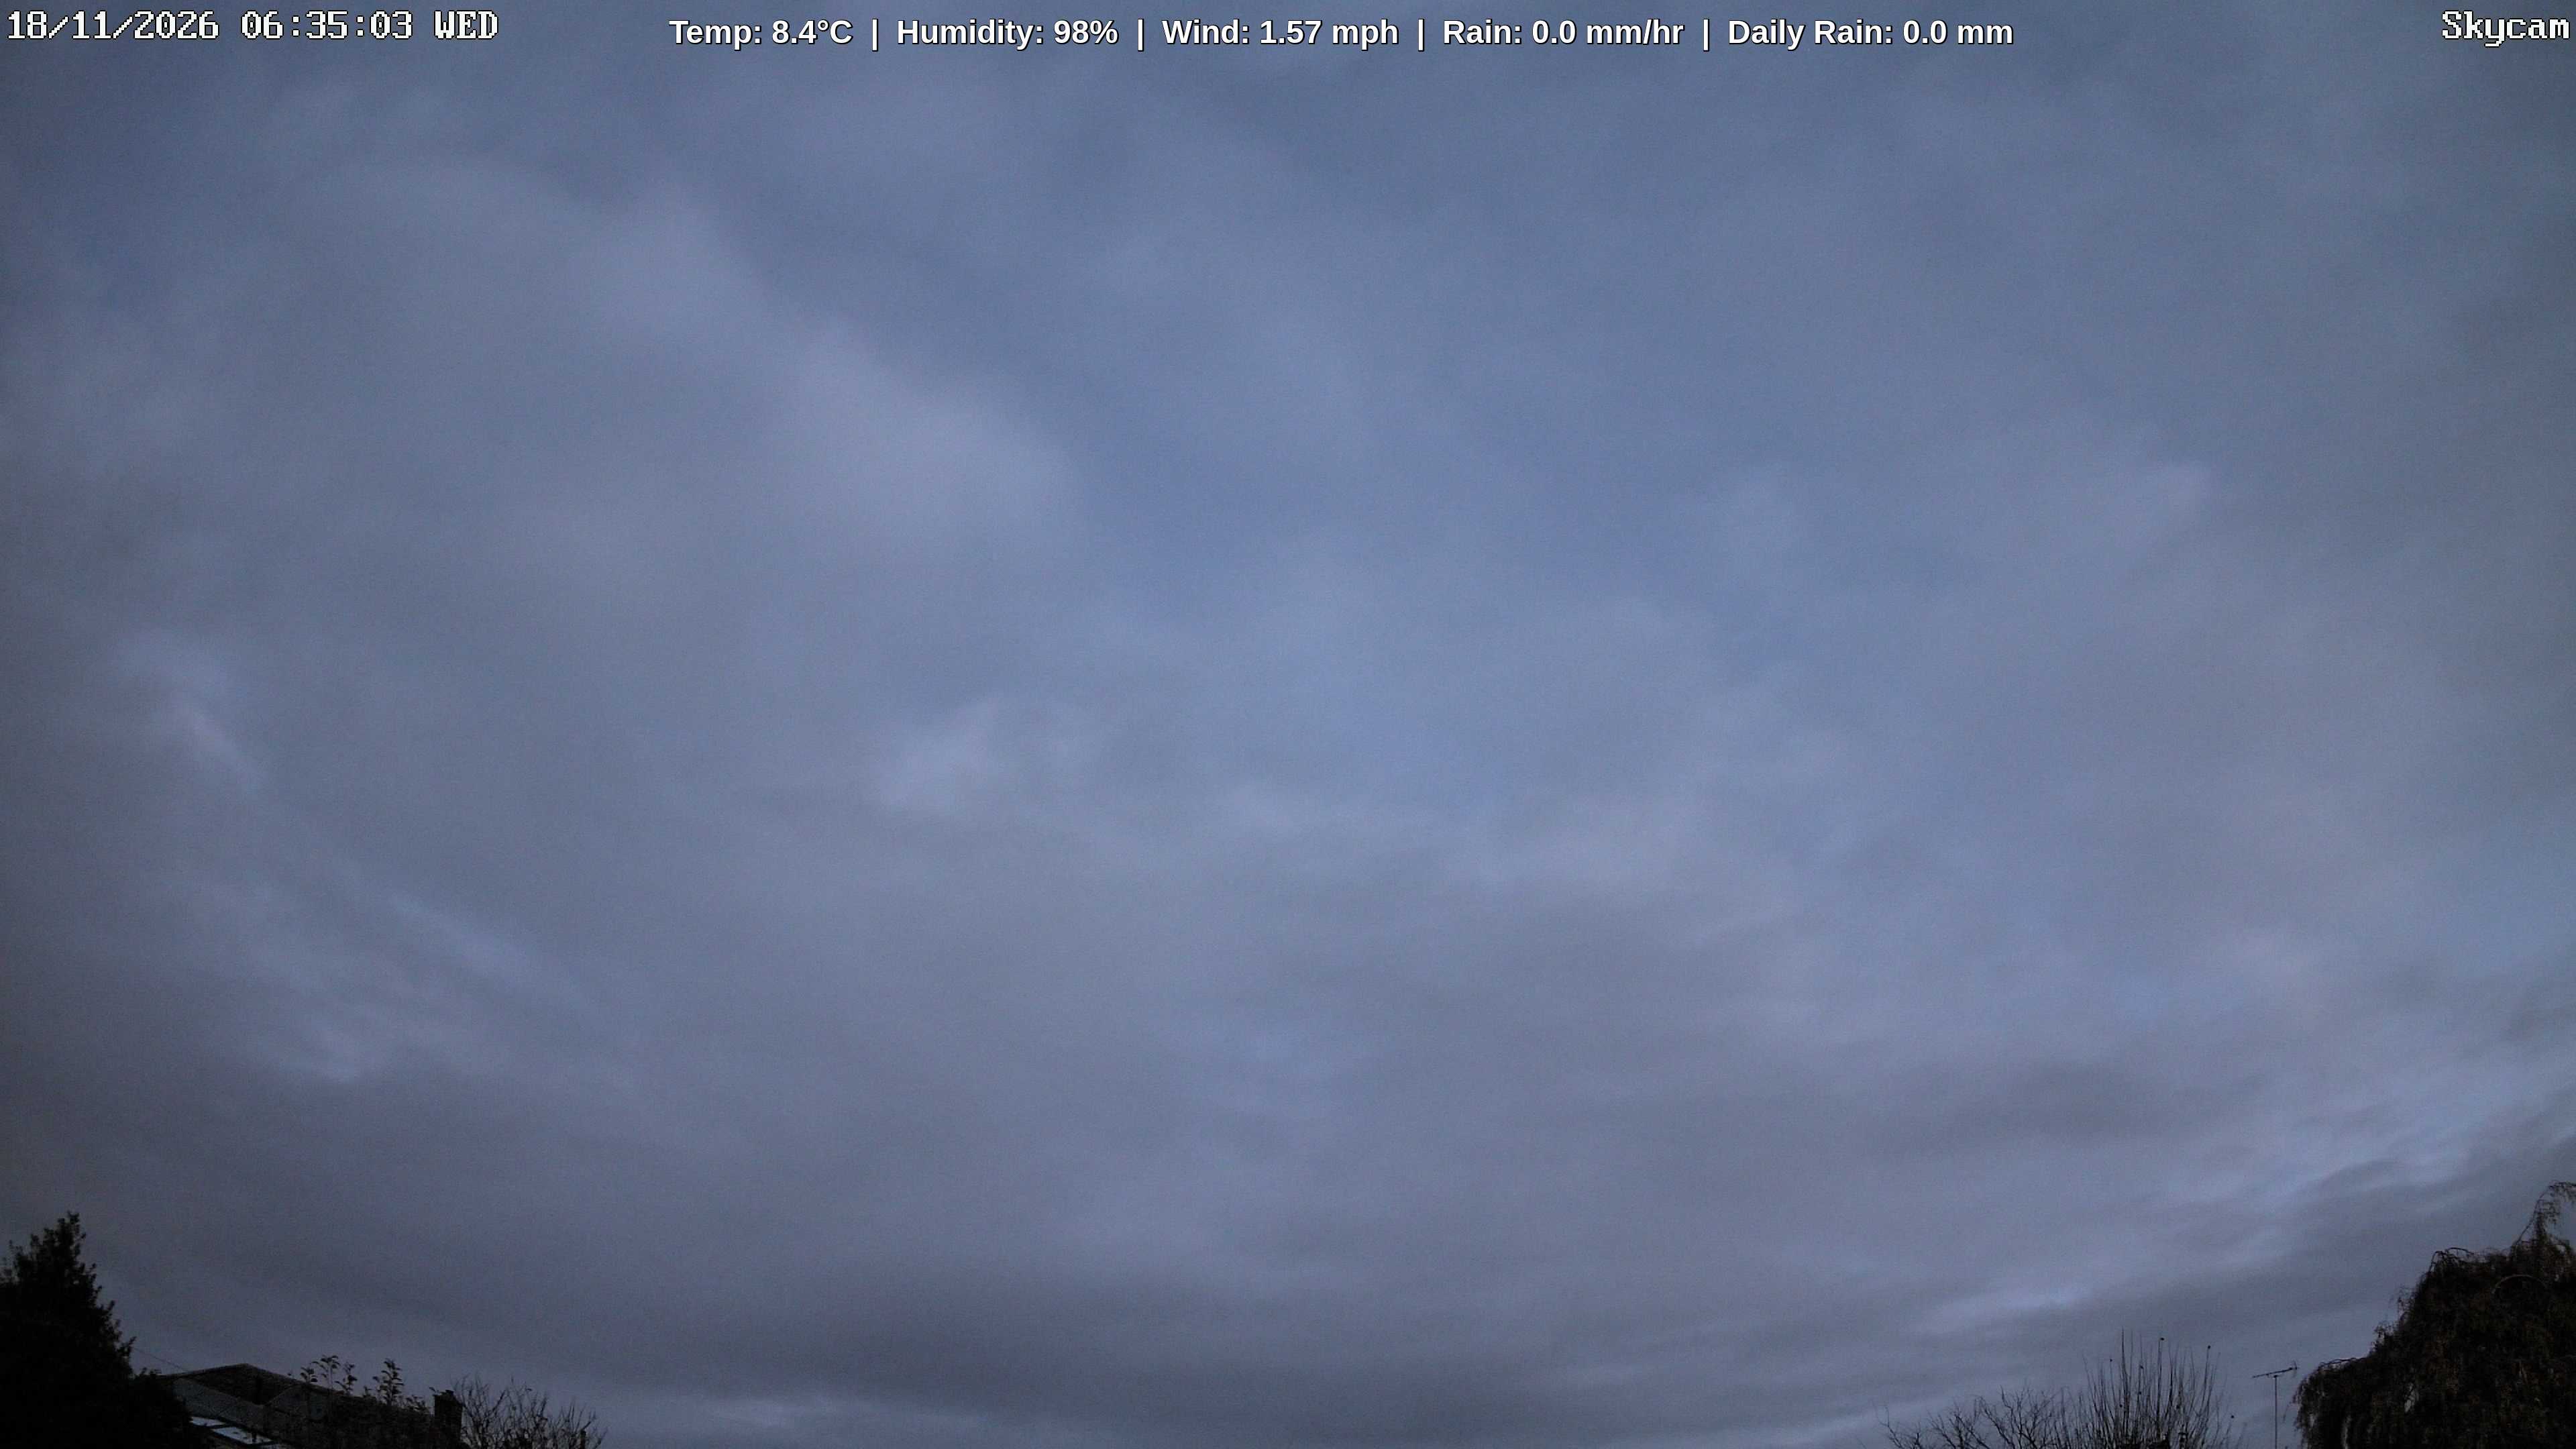 18/11/2026 06:35:03 WED
Temp: 8.4°C | Humidity: 98% | Wind: 1.57 mph | Rain: 0.0 mm/hr | Daily Rain: 0.0 mm
Skycam